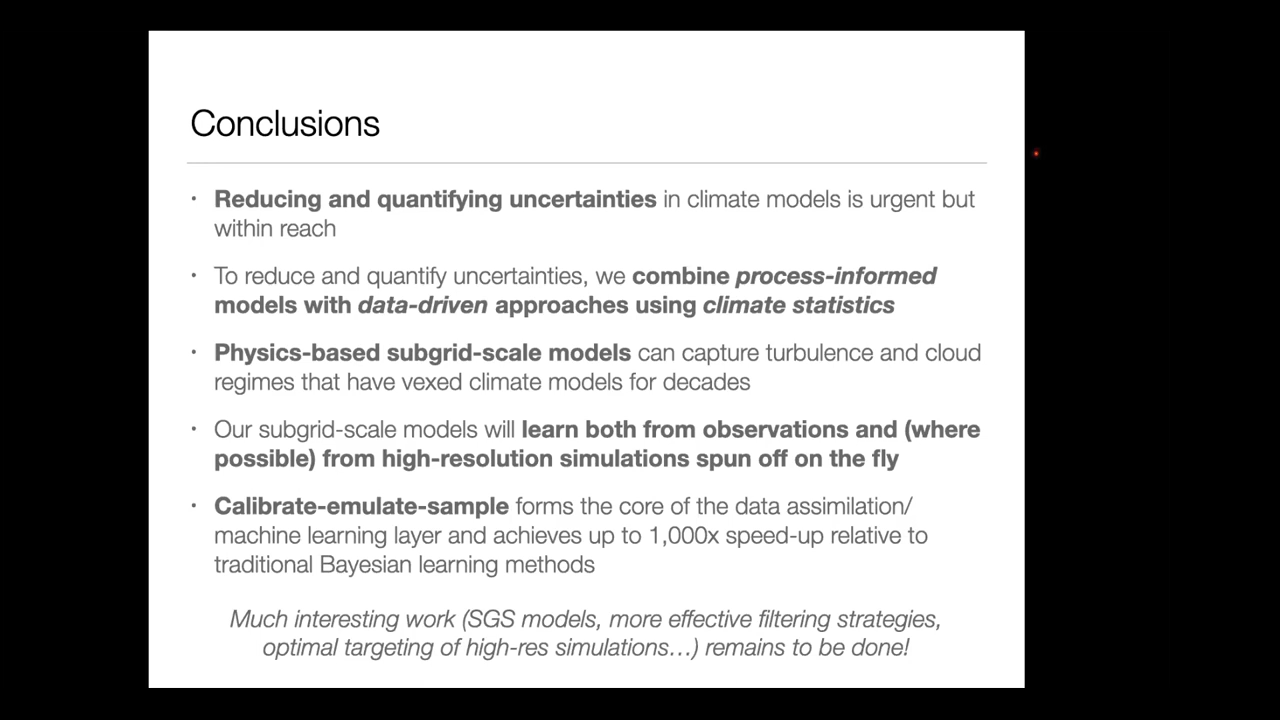 Conclusions
• Reducing and quantifying uncertainties in climate models is urgent but
within reach
• To reduce and quantify uncertainties, we combine process-informed
models with data-driven approaches using climate statistics
• Physics-based subgrid-scale models can capture turbulence and cloud
regimes that have vexed climate models for decades
• Our subgrid-scale models will learn both from observations and (where
possible) from high-resolution simulations spun off on the fly
• Calibrate-emulate-sample forms the core of the data assimilation/
machine learning layer and achieves up to 1,000x speed-up relative to
traditional Bayesian learning methods
Much interesting work (SGS models, more effective filtering strategies,
optimal targeting of high-res simulations…) remains to be done!